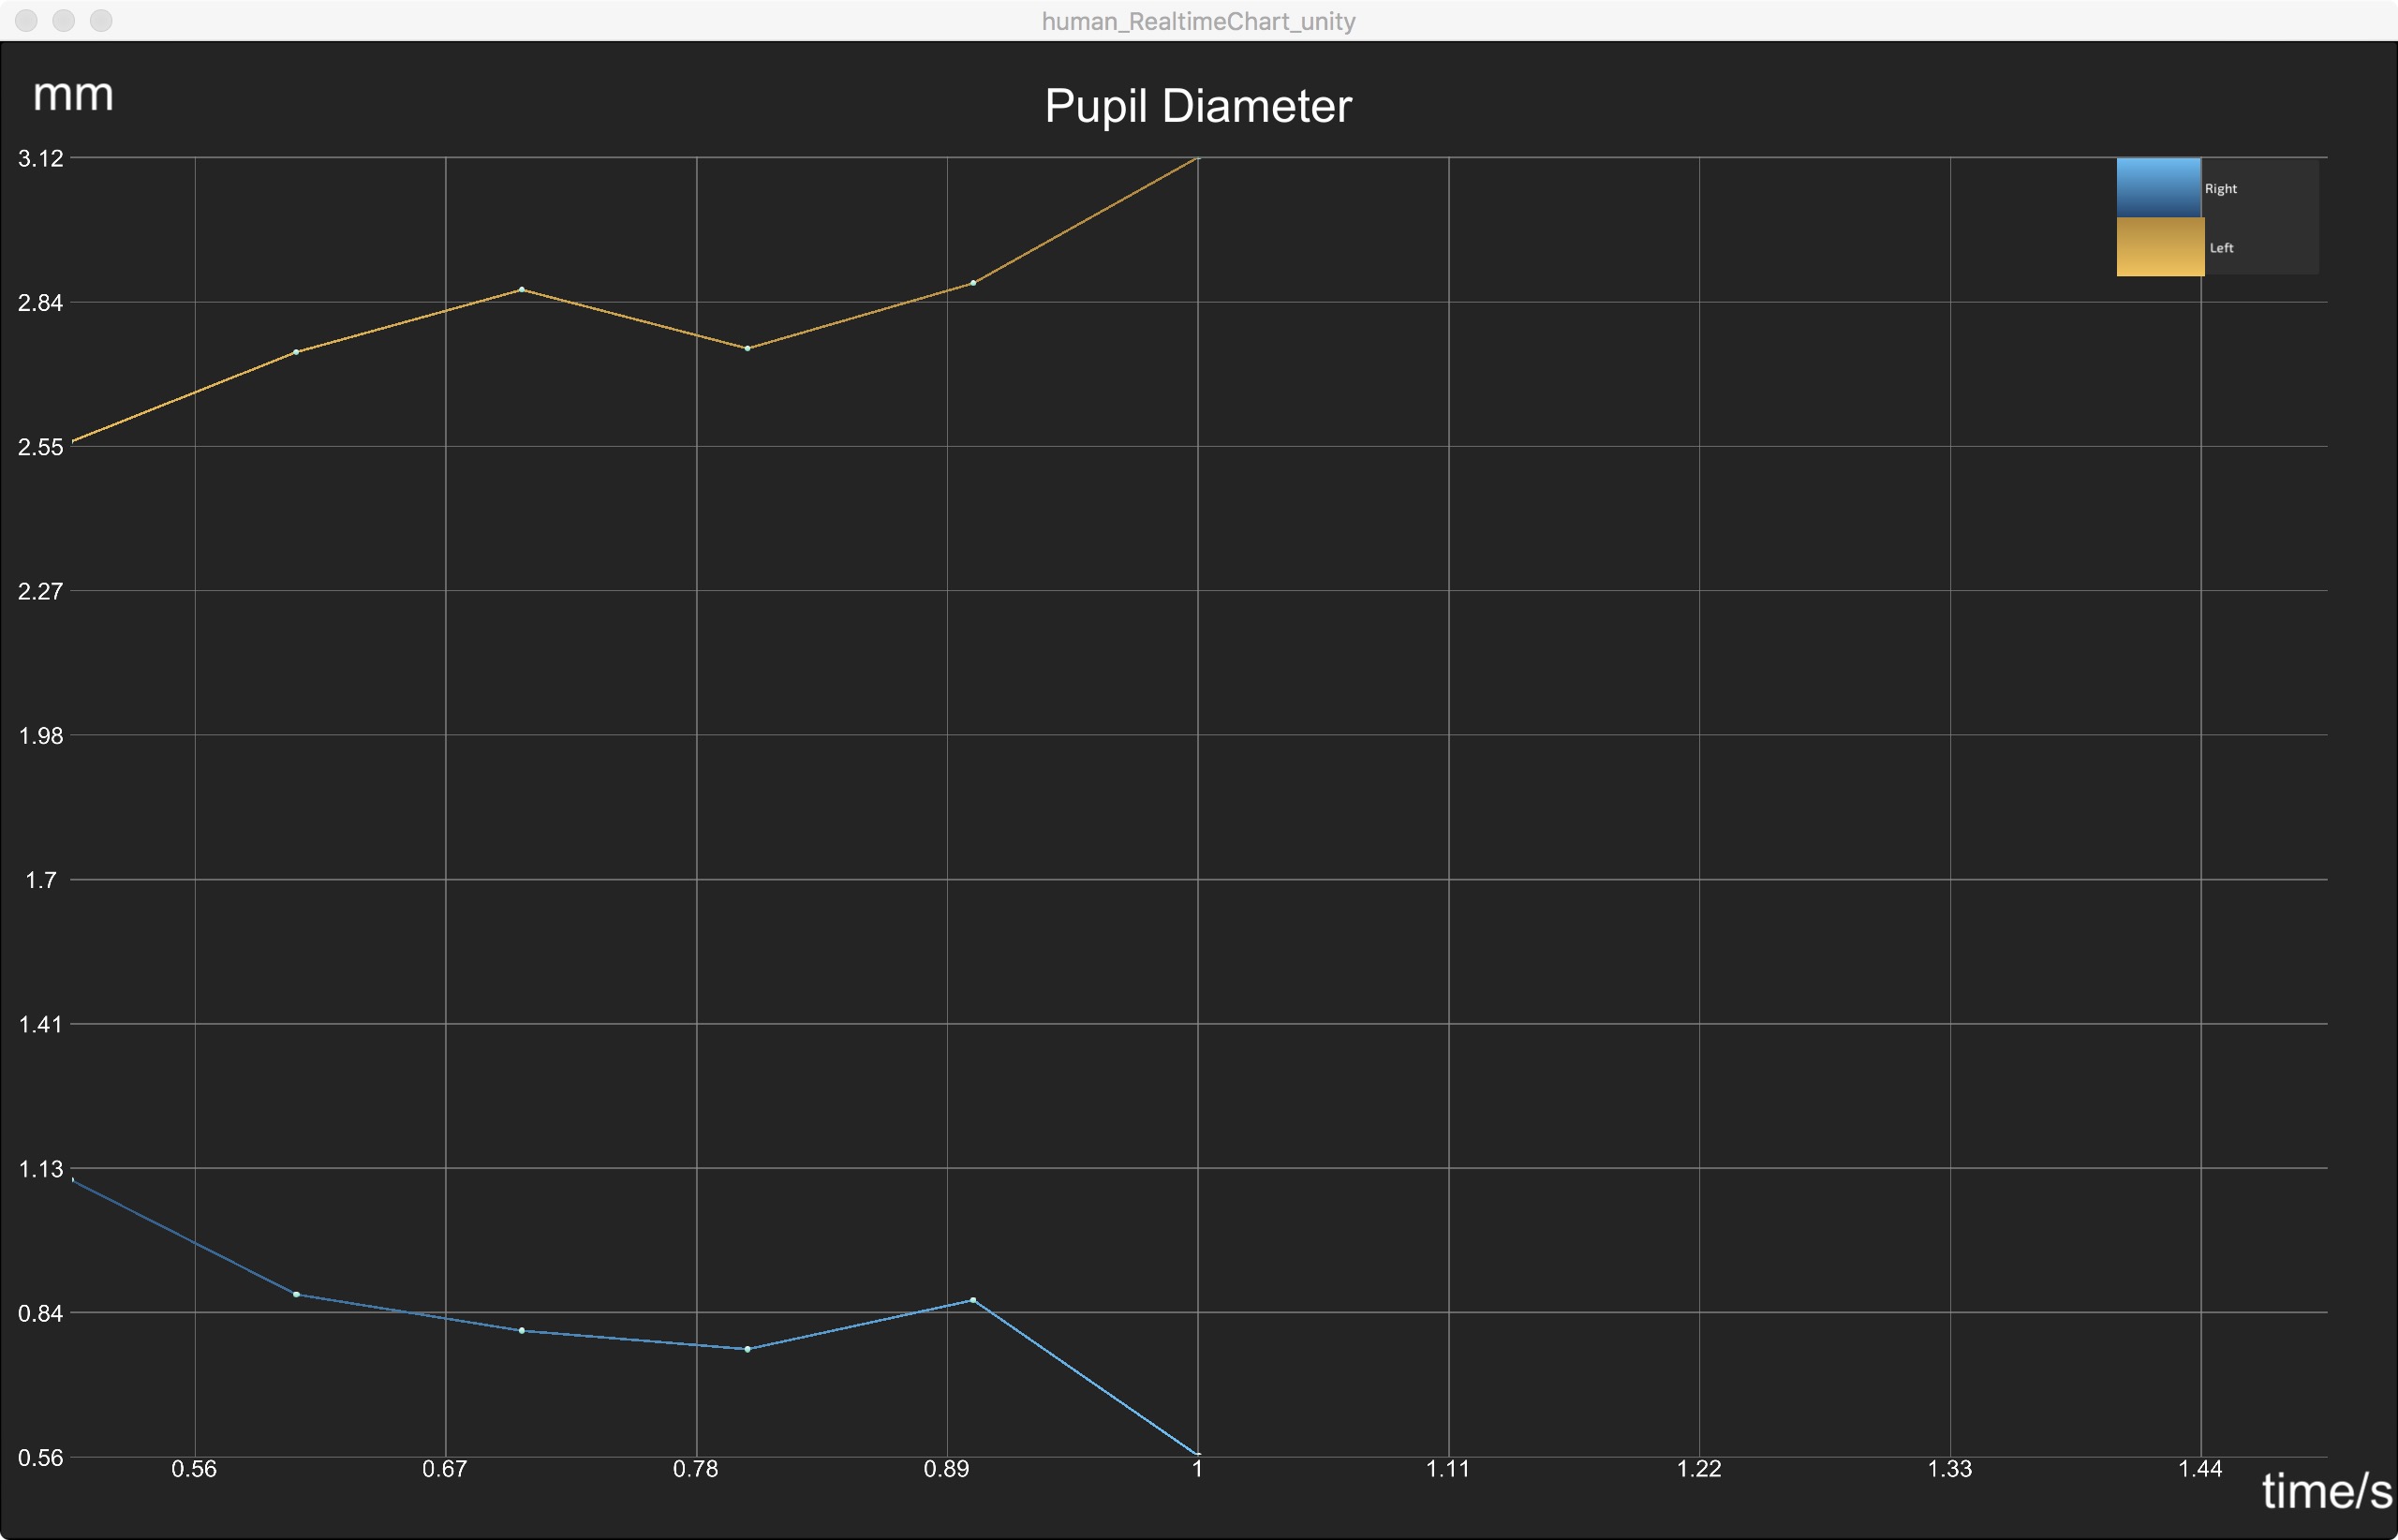 human_RealtimeChart_unity
mm
Pupil Diameter
3.12
Right
Left
2.84
2.55
2.27
1.98
1.7
1.41
1.13
0.84
0.56
0.56 0.67 0.78 0.89 1 1.11 1.22 1.33 1.44
time/s